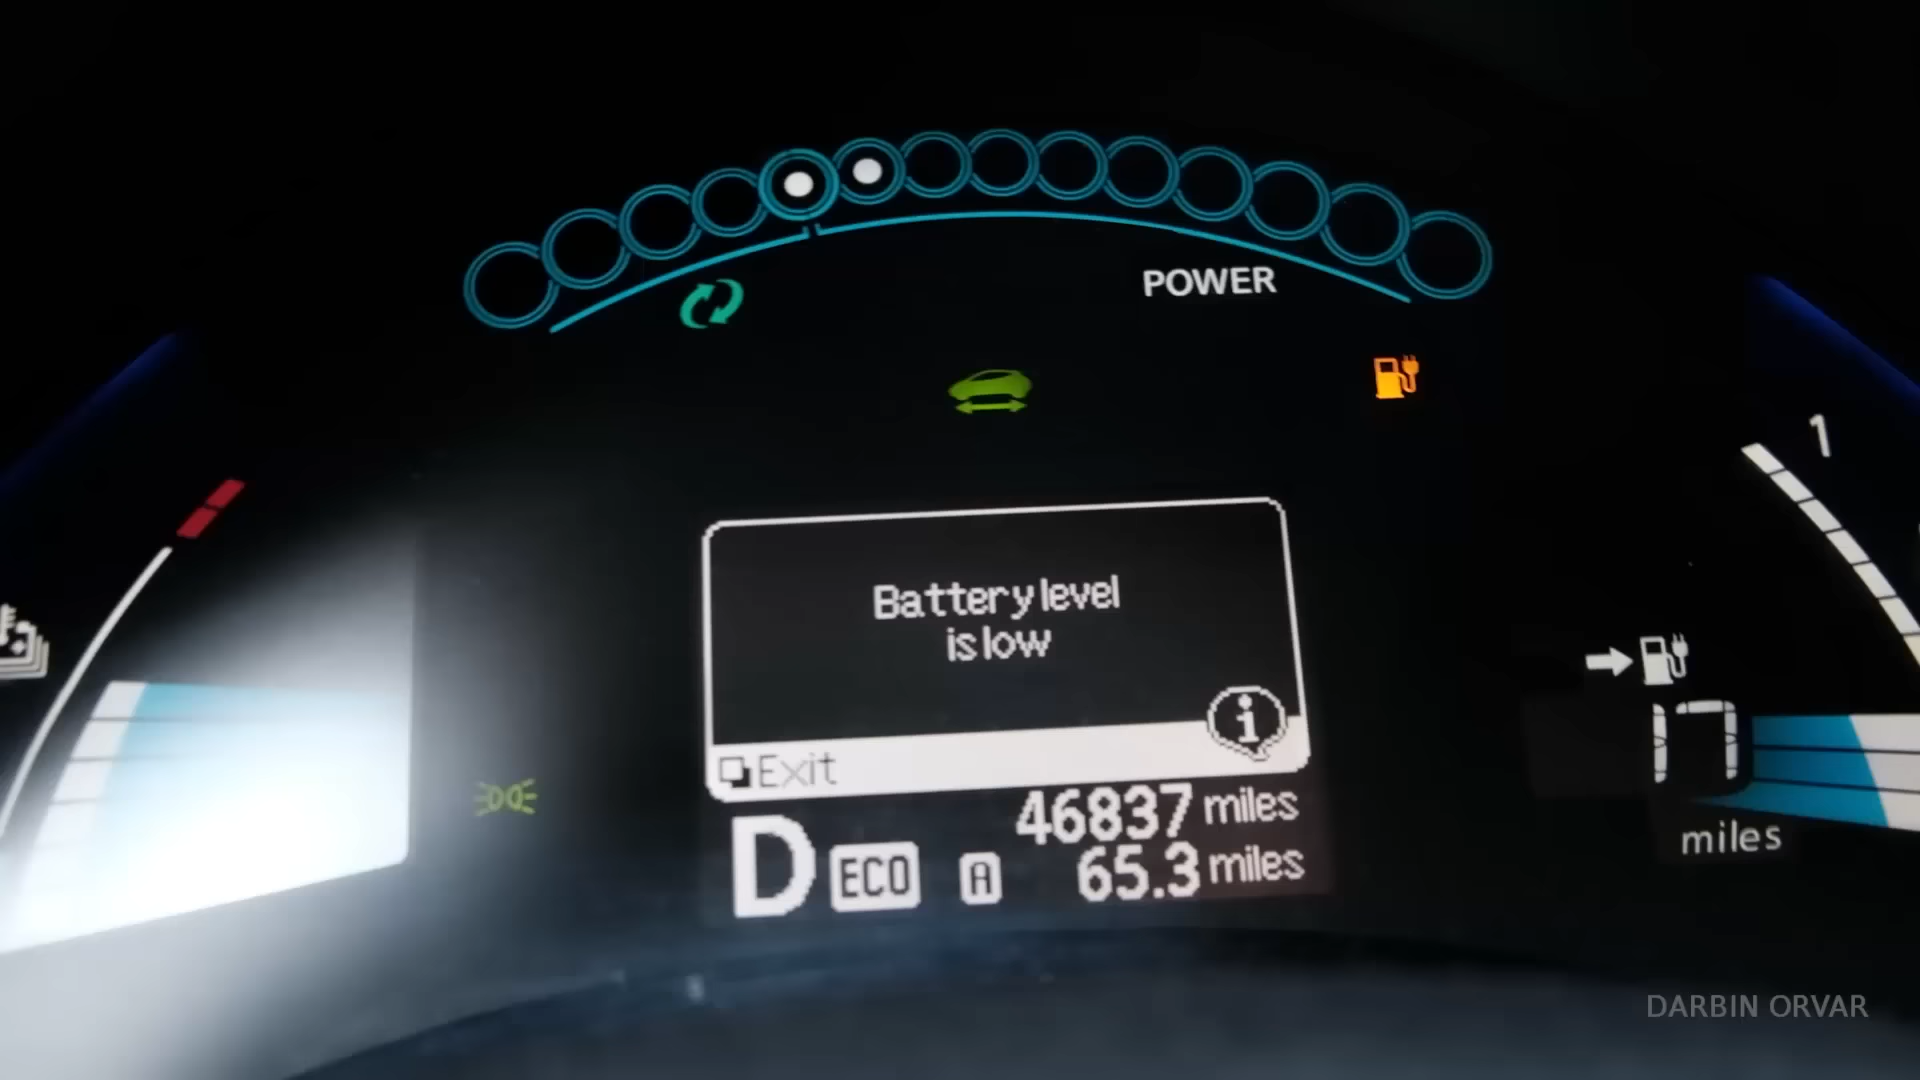 POWER
1
Battery level
is low
Exit
17
miles
46837 miles
D ECO A 65.3 miles
DARBIN ORVAR